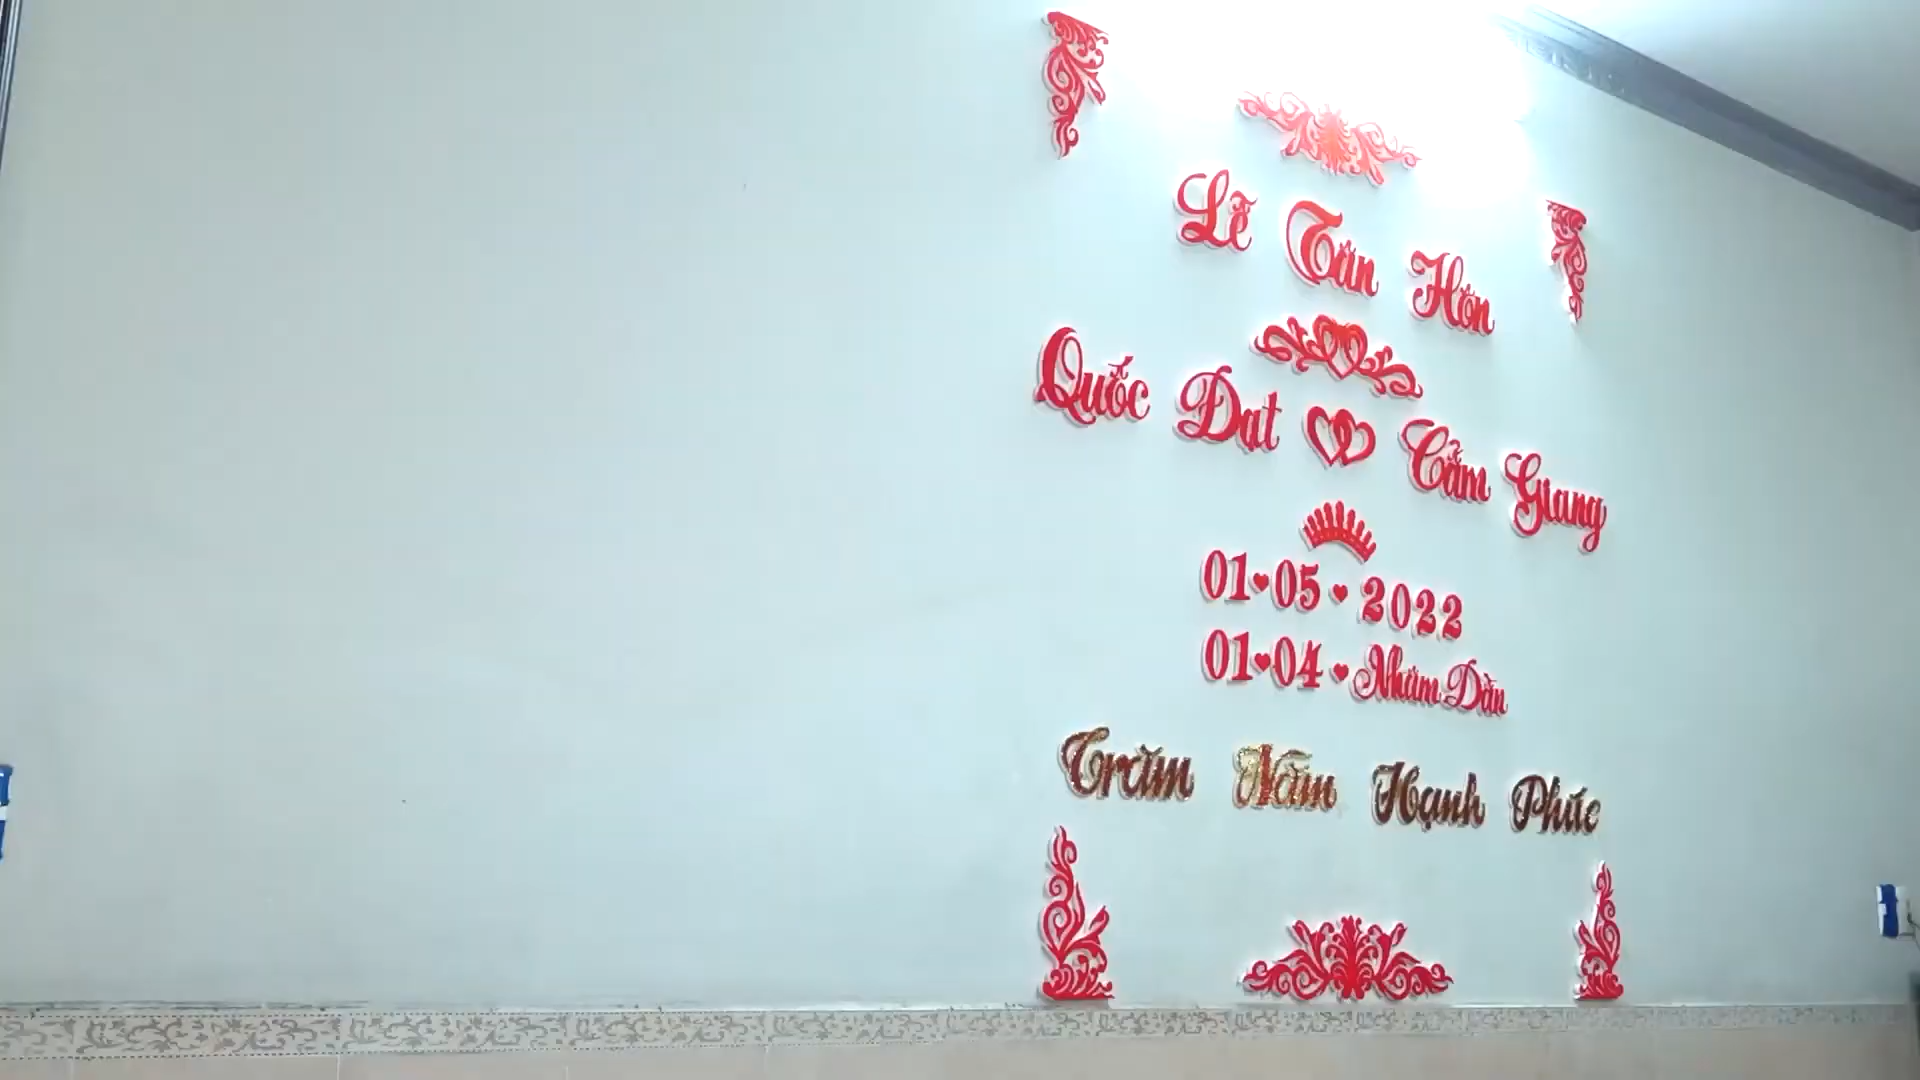 Lễ Tân Hôn
Quốc Đạt Cẩm Giang
01 05 2022
01 04 Nhâm Dần
Trăm Năm Hạnh Phúc